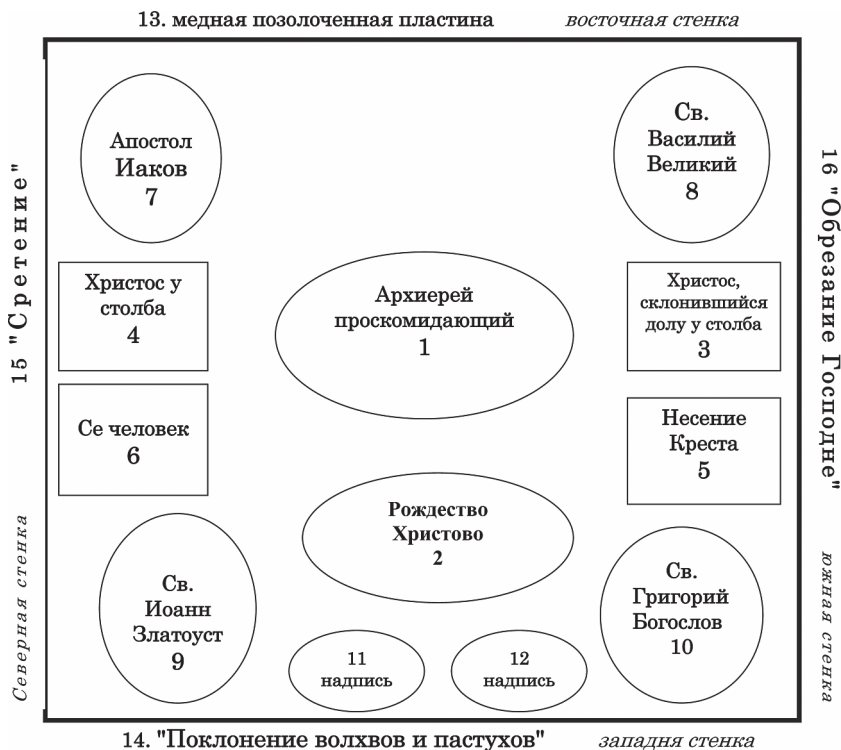 13. медная позолоченная пластина восточная стенка
Апостол
Иаков
7
Св.
Василий
Великий
8
15 "Сретение"
16 "Обрезание Господне"
Христос у
столба
4
Архиерей
проскомидающий
1
Христос,
склонившийся
долу у столба
3
Се человек
6
Несение
Креста
5
Рождество
Христово
2
Северная стенка
южная стенка
Св.
Иоанн
Златоуст
9
Св.
Григорий
Богослов
10
11
надпись
12
надпись
14. "Поклонение волхвов и пастухов" западня стенка